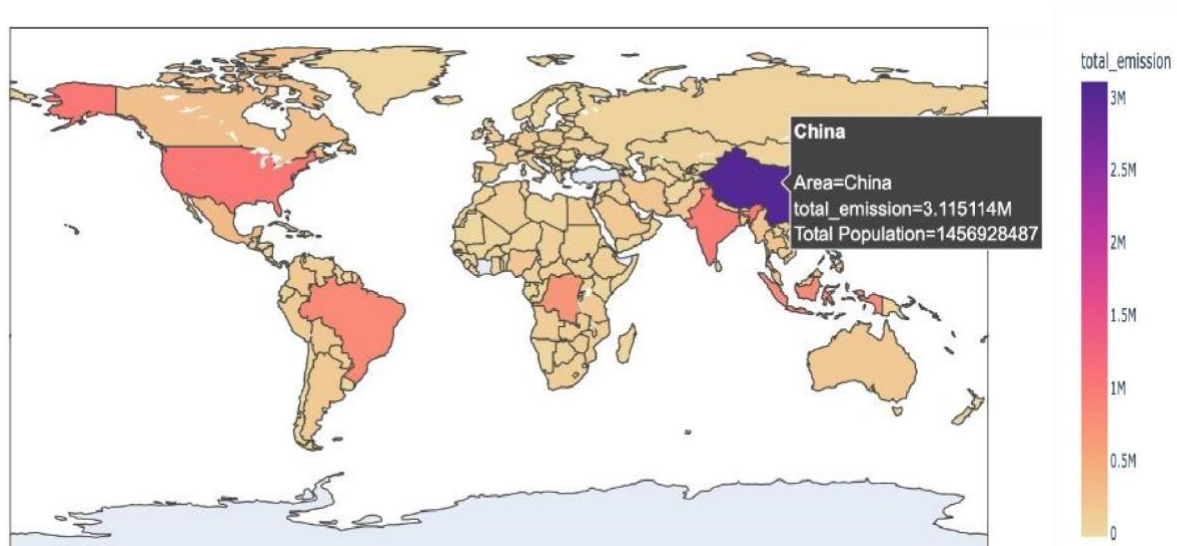 total_emission
3M
2.5M
2M
1.5M
1M
0.5M
0
China
Area=China
total_emission=3.115114M
Total Population=1456928487